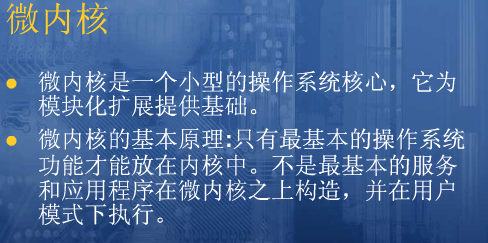 微内核
微内核是一个小型的操作系统核心，它为
模块化扩展提供基础。
微内核的基本原理:只有最基本的操作系统
功能才能放在内核中。不是最基本的服务
和应用程序在微内核之上构造，并在用户
模式下执行。